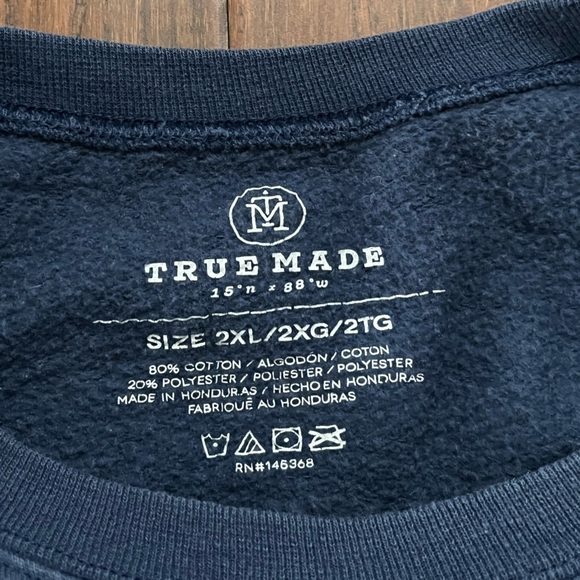 TM
TRUE MADE
15°n x 88°w
SIZE 2XL/2XG/2TG
80% COTTON / ALGODÓN / COTON
20% POLYESTER / POLIESTER / POLYESTER
MADE IN HONDURAS / HECHO EN HONDURAS
FABRIQUÉ AU HONDURAS
RN#145368